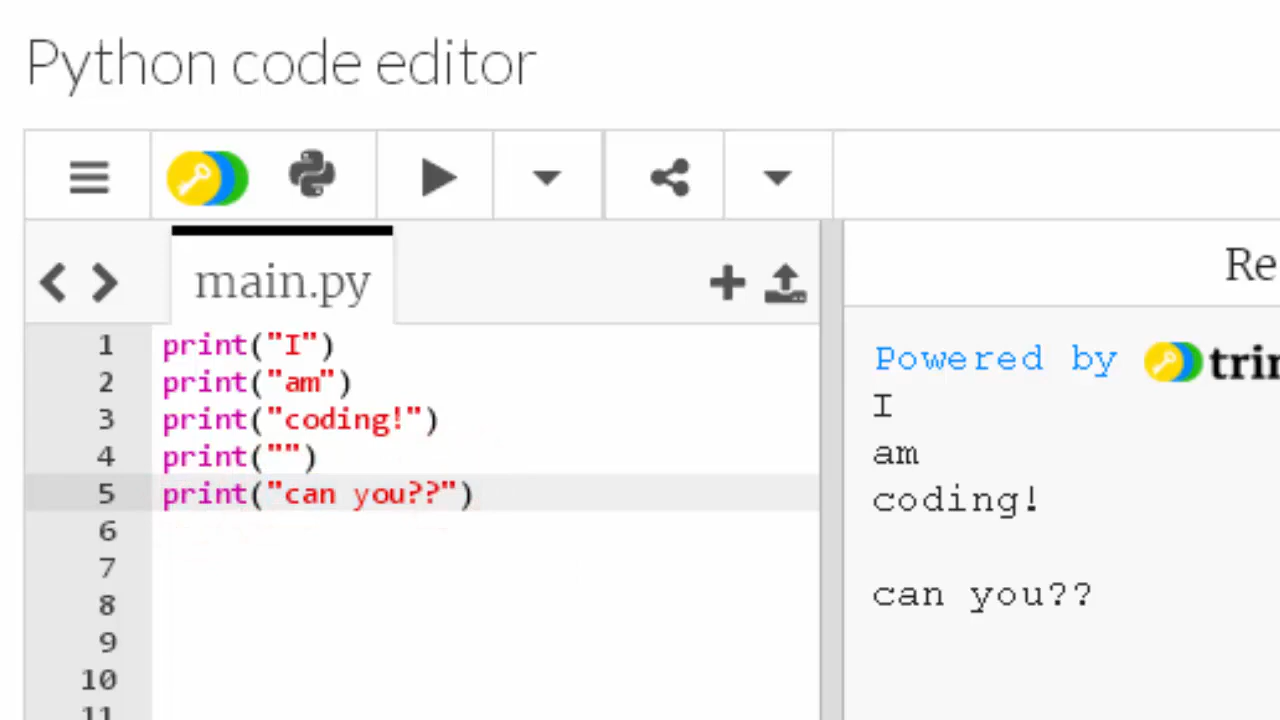 Python code editor
main.py
1 print("I")
2 print("am")
3 print("coding!")
4 print("")
5 print("can you??")
6
7
8
9
10
11
Powered by
I
am
coding!
can you??